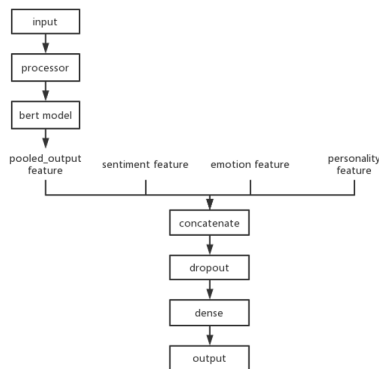 input
processor
bert model
pooled_output
feature
sentiment feature
emotion feature
personality
feature
concatenate
dropout
dense
output